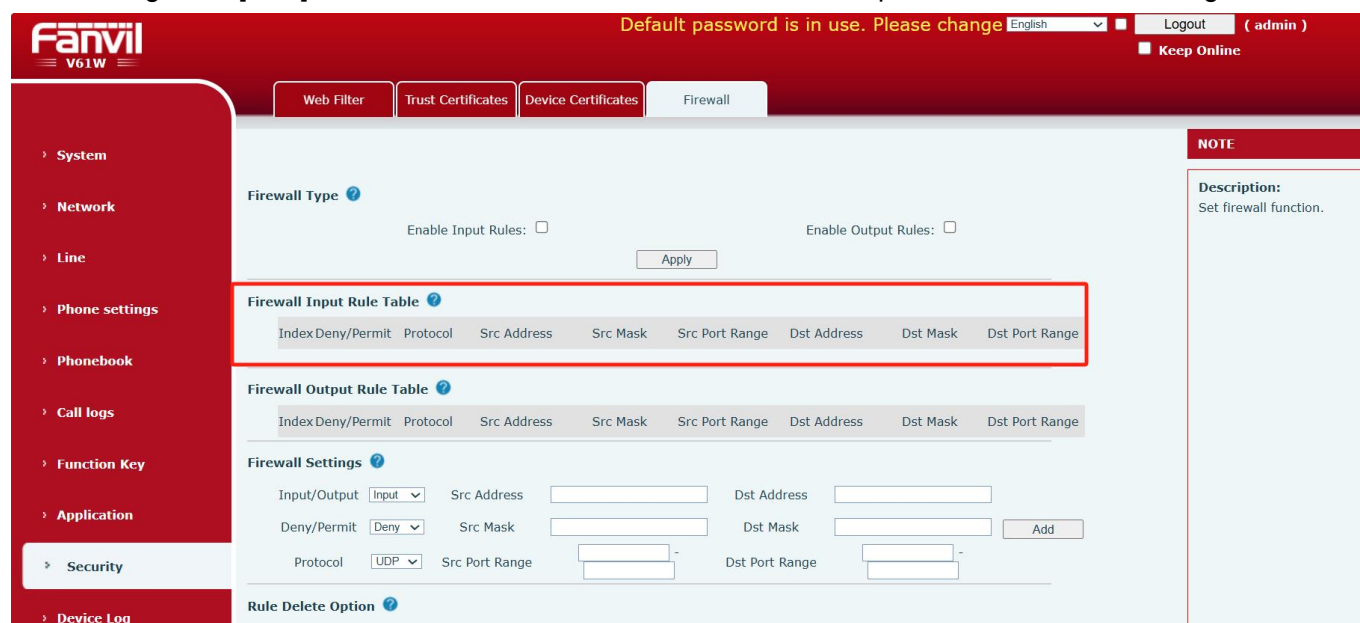 Default password is in use. Please change English Logout ( admin )
Fanvil
V61W
Keep Online
Web Filter Trust Certificates Device Certificates Firewall
System
Network
Line
Phone settings
Phonebook
Call logs
Function Key
Application
Security
Device Log
Firewall Type
Enable Input Rules: Enable Output Rules:
Apply
Firewall Input Rule Table
Index Deny/Permit Protocol Src Address Src Mask Src Port Range Dst Address Dst Mask Dst Port Range
Firewall Output Rule Table
Index Deny/Permit Protocol Src Address Src Mask Src Port Range Dst Address Dst Mask Dst Port Range
Firewall Settings
Input/Output Input Src Address Dst Address
Deny/Permit Deny Src Mask Dst Mask Add
Protocol UDP Src Port Range - Dst Port Range -
Rule Delete Option
NOTE
Description:
Set firewall function.